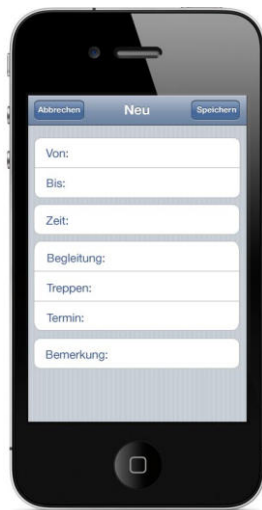 Abbrechen Neu Speichern
Von:
Bis:
Zeit:
Begleitung:
Treppen:
Termin:
Bemerkung: